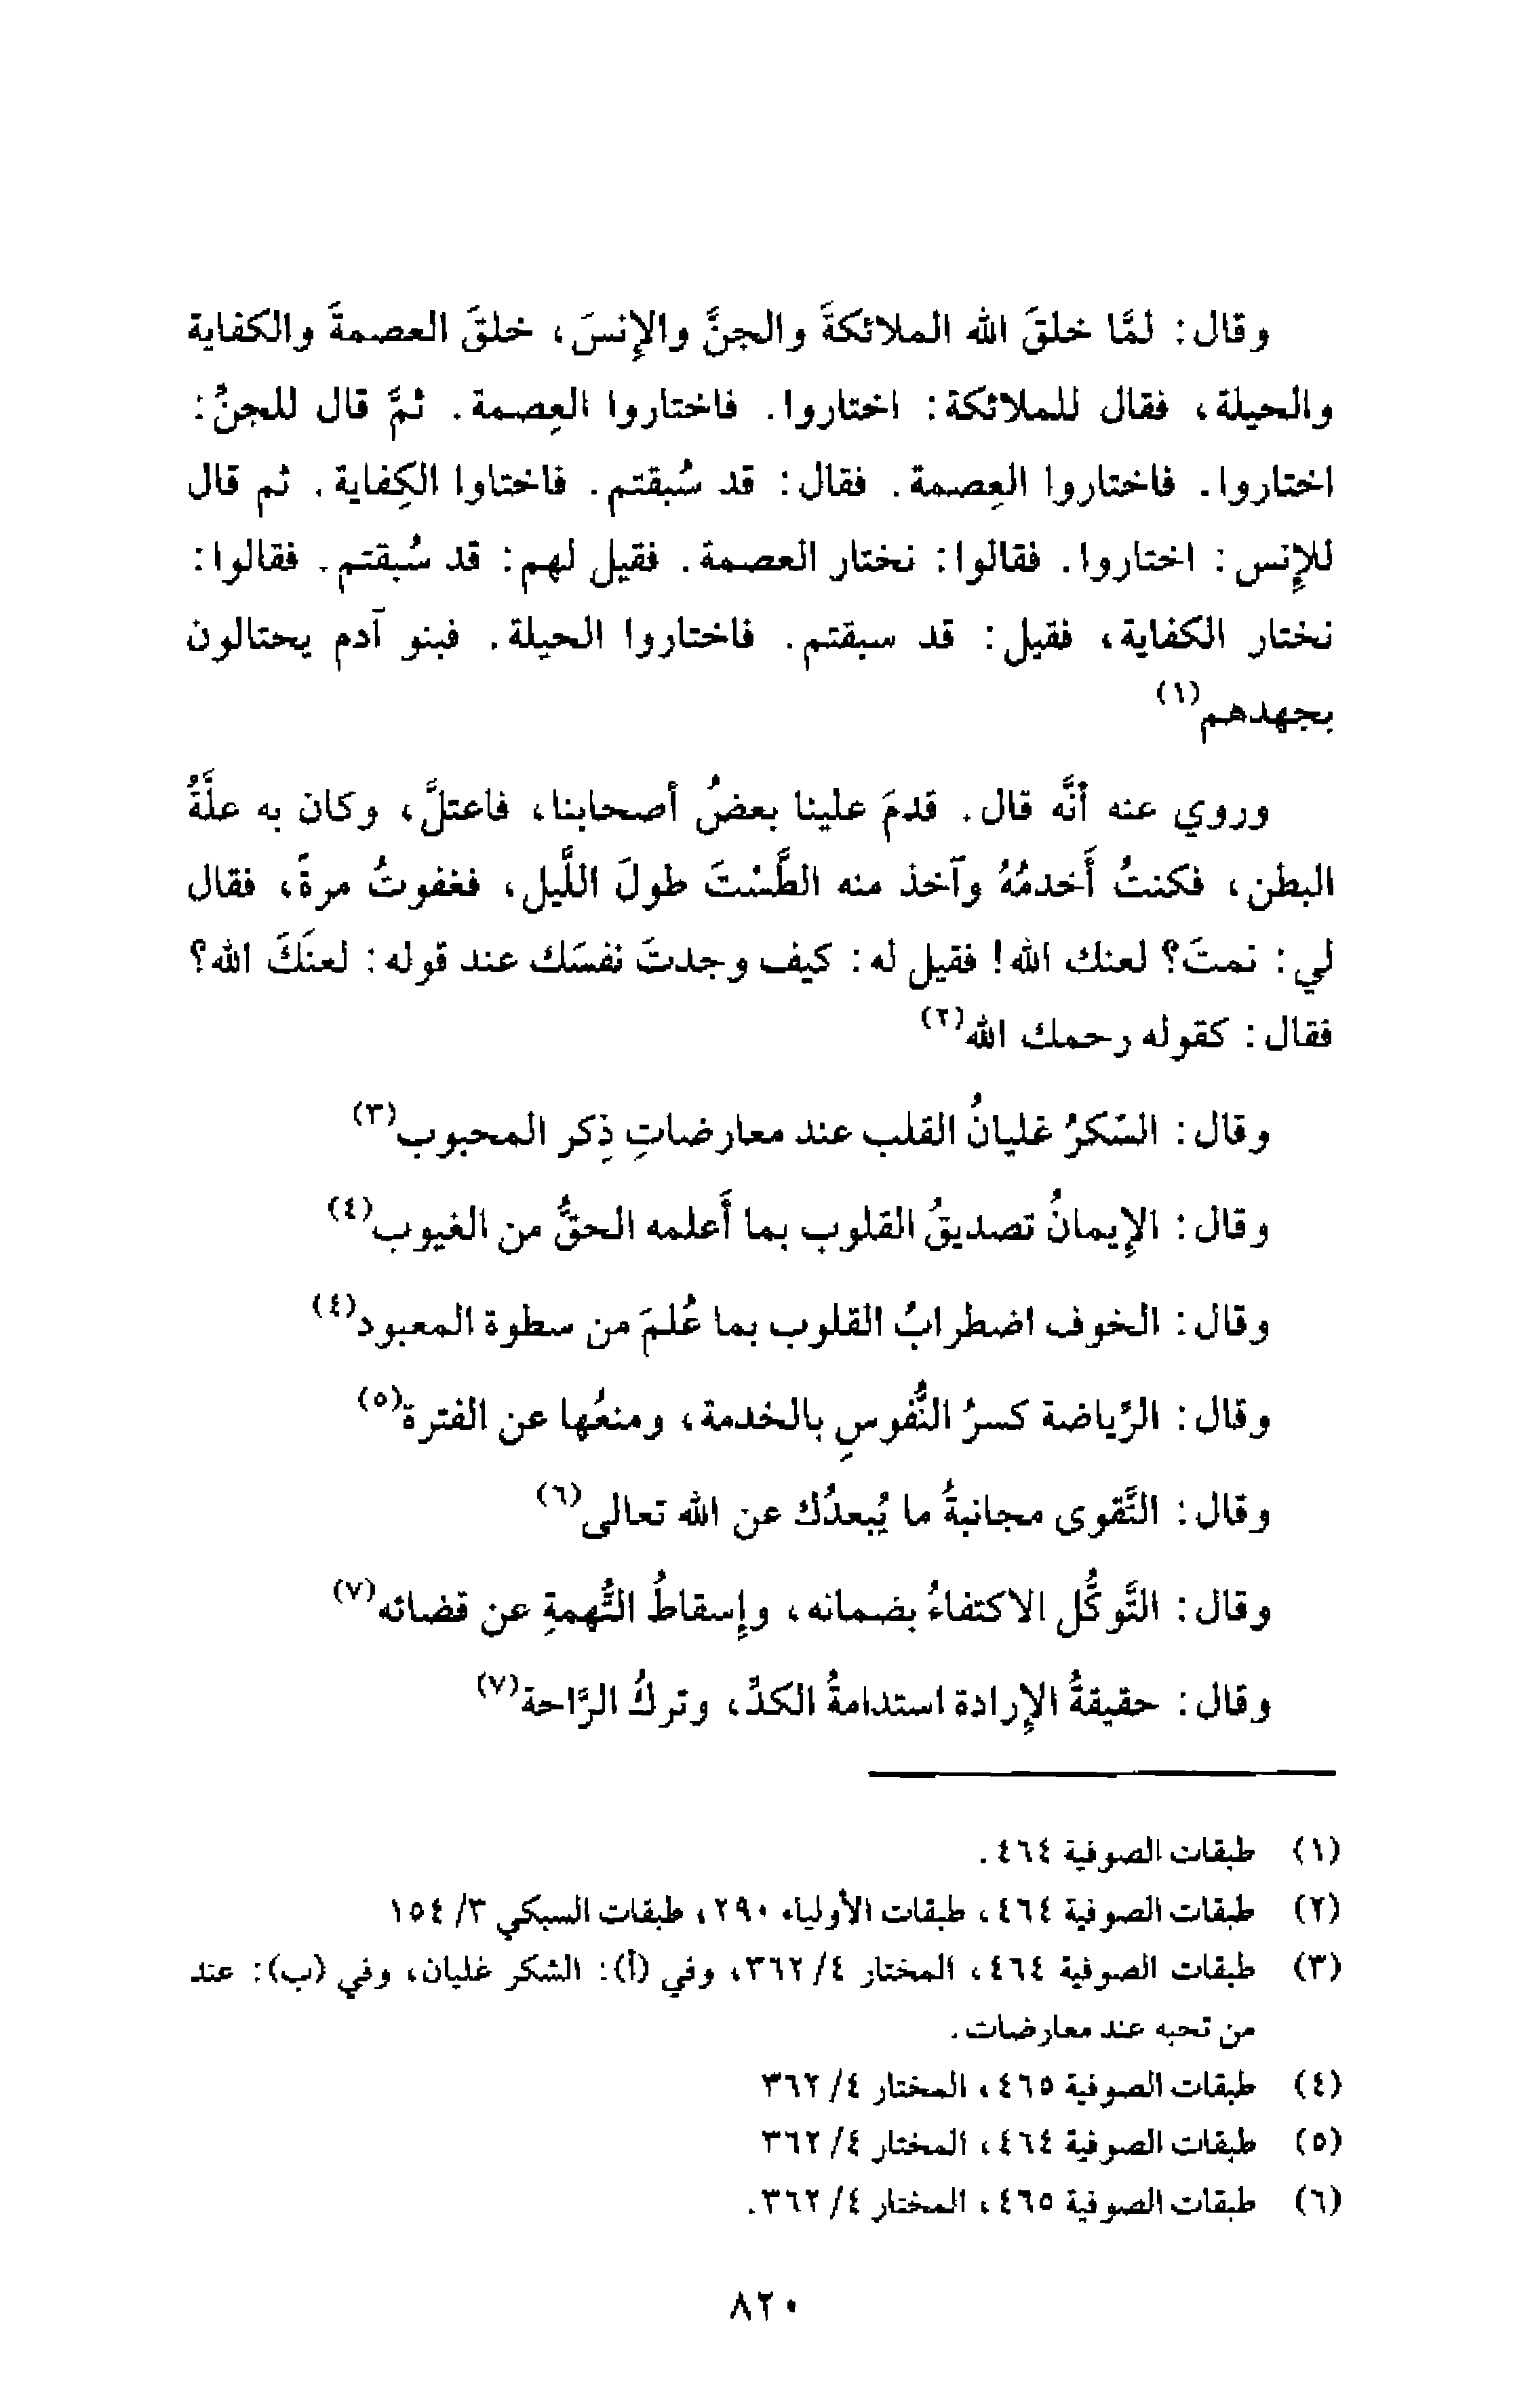 وقال: لمَّا خلقَ الله الملائكةَ والجنَّ والإنسَ، خلقَ العصمةَ والكفاية
والحيلة، فقال للملائكة: اختاروا. فاختاروا العِصمة. ثمَّ قال للجنِّ:
اختاروا. فاختاروا العِصمة. فقال: قد سُبقتم. فاختاوا الكِفاية. ثم قال
للإنس: اختاروا. فقالوا: نختار العصمة. فقيل لهم: قد سُبقتم. فقالوا:
نختار الكفاية، فقيل: قد سبقتم. فاختاروا الحيلة. فبنو آدم يحتالون
بجهدهم(١)
وروي عنه أنَّه قال. قدمَ علينا بعضُ أصحابنا، فاعتلَّ، وكان به علَّةُ
البطن، فكنتُ أَخدمُهُ وآخذ منه الطَّسْتَ طولَ اللَّيل، فغفوتُ مرةً، فقال
لي: نمتَ؟ لعنك الله! فقيل له: كيف وجدتَ نفسَك عند قوله: لعنَكَ الله؟
فقال: كقوله رحمك الله(٢)
وقال: السّكرُ غليانُ القلب عند معارضاتِ ذِكر المحبوب(٣)
وقال: الإيمانُ تصديقُ القلوب بما أَعلمه الحقُّ من الغيوب(٤)
وقال: الخوف اضطرابُ القلوب بما عُلمَ من سطوة المعبود(٤)
وقال: الرِّياضة كسرُ النُّفوسِ بالخدمة، ومنعُها عن الفترة(٥)
وقال: التَّقوى مجانبةُ ما يُبعدُك عن الله تعالى(٦)
وقال: التَّوكُّل الاكتفاءُ بضمانه، وإسقاطُ التُّهمةِ عن قضائه(٧)
وقال: حقيقةُ الإرادة استدامةُ الكدِّ، وتركُ الرَّاحة(٧)
(١) طبقات الصوفية ٤٦٤.
(٢) طبقات الصوفية ٤٦٤، طبقات الأولياء ٢٩٠، طبقات السبكي ٣/ ١٥٤
(٣) طبقات الصوفية ٤٦٤، المختار ٤/ ٣٦٢، وفي (أ): الشكر غليان، وفي (ب): عند
من تحبه عند معارضات.
(٤) طبقات الصوفية ٤٦٥، المختار ٤/ ٣٦٢
(٥) طبقات الصوفية ٤٦٤، المختار ٤/ ٣٦٢
(٦) طبقات الصوفية ٤٦٥، المختار ٤/ ٣٦٢.
٨٢٠